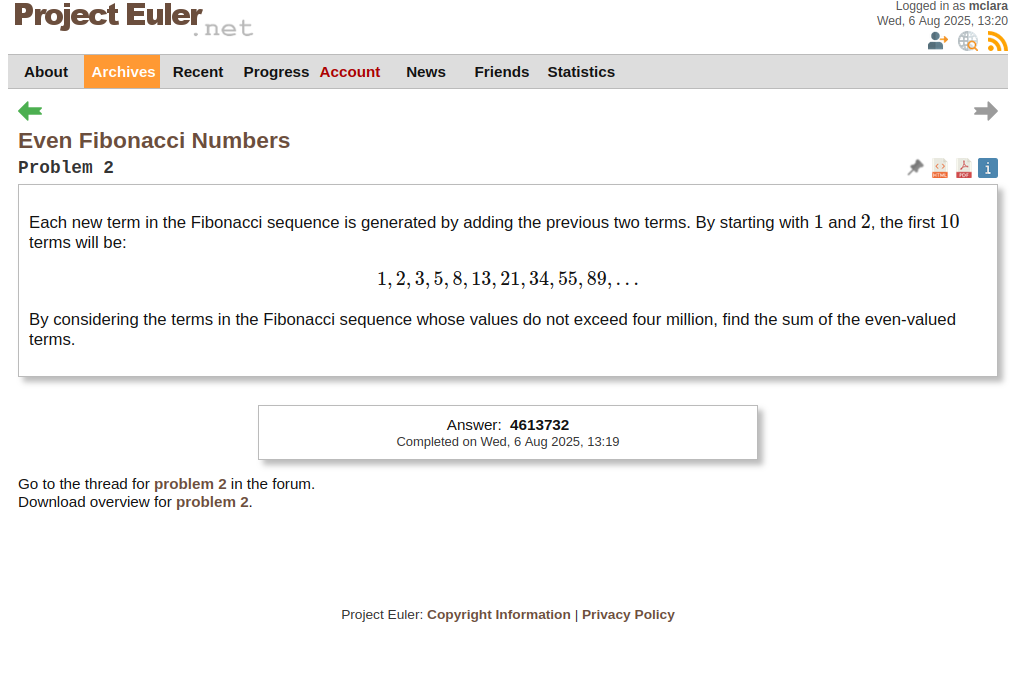 Project Euler
.net
Logged in as mclara
Wed, 6 Aug 2025, 13:20
About Archives Recent Progress Account News Friends Statistics
Even Fibonacci Numbers
Problem 2
HTML PDF i
Each new term in the Fibonacci sequence is generated by adding the previous two terms. By starting with 1 and 2, the first 10
terms will be:
1, 2, 3, 5, 8, 13, 21, 34, 55, 89, . . .
By considering the terms in the Fibonacci sequence whose values do not exceed four million, find the sum of the even-valued
terms.
Answer: 4613732
Completed on Wed, 6 Aug 2025, 13:19
Go to the thread for problem 2 in the forum.
Download overview for problem 2.
Project Euler: Copyright Information | Privacy Policy